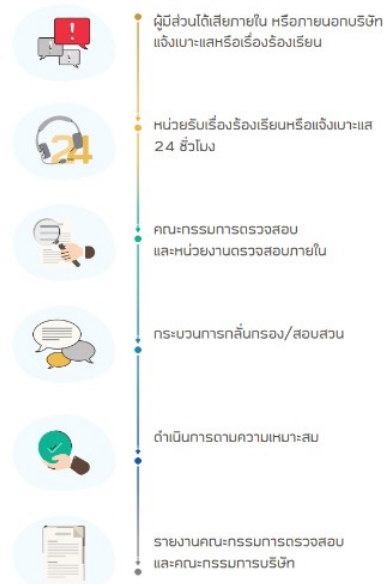 ผู้มีส่วนได้เสียภายใน หรือภายนอกบริษัท
แจ้งเบาะแสหรือเรื่องร้องเรียน
24
หน่วยรับเรื่องร้องเรียนหรือแจ้งเบาะแส
24 ชั่วโมง
คณะกรรมการตรวจสอบ
และหน่วยงานตรวจสอบภายใน
กระบวนการกลั่นกรอง/สอบสวน
ดำเนินการตามความเหมาะสม
รายงานคณะกรรมการตรวจสอบ
และคณะกรรมการบริษัท